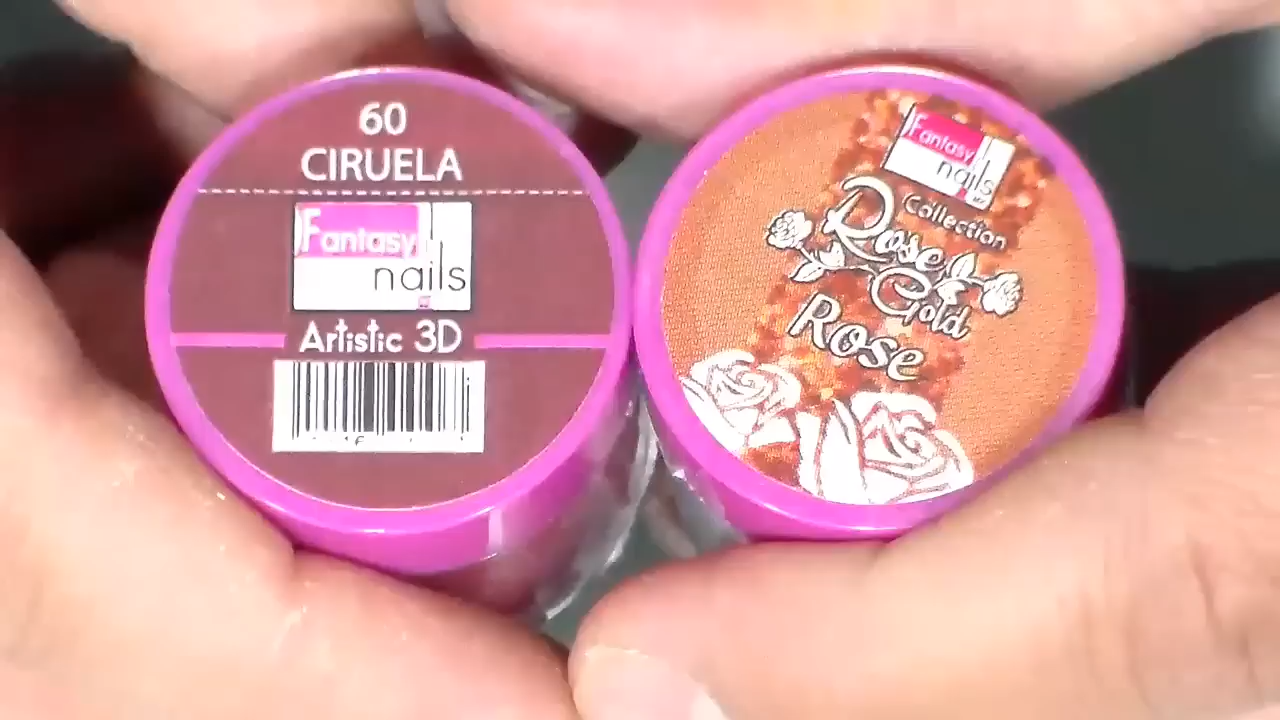 60
CIRUELA
Fantasy
nails
Artistic 3D
Fantasy
nails
Collection
Rose
Gold
Rose